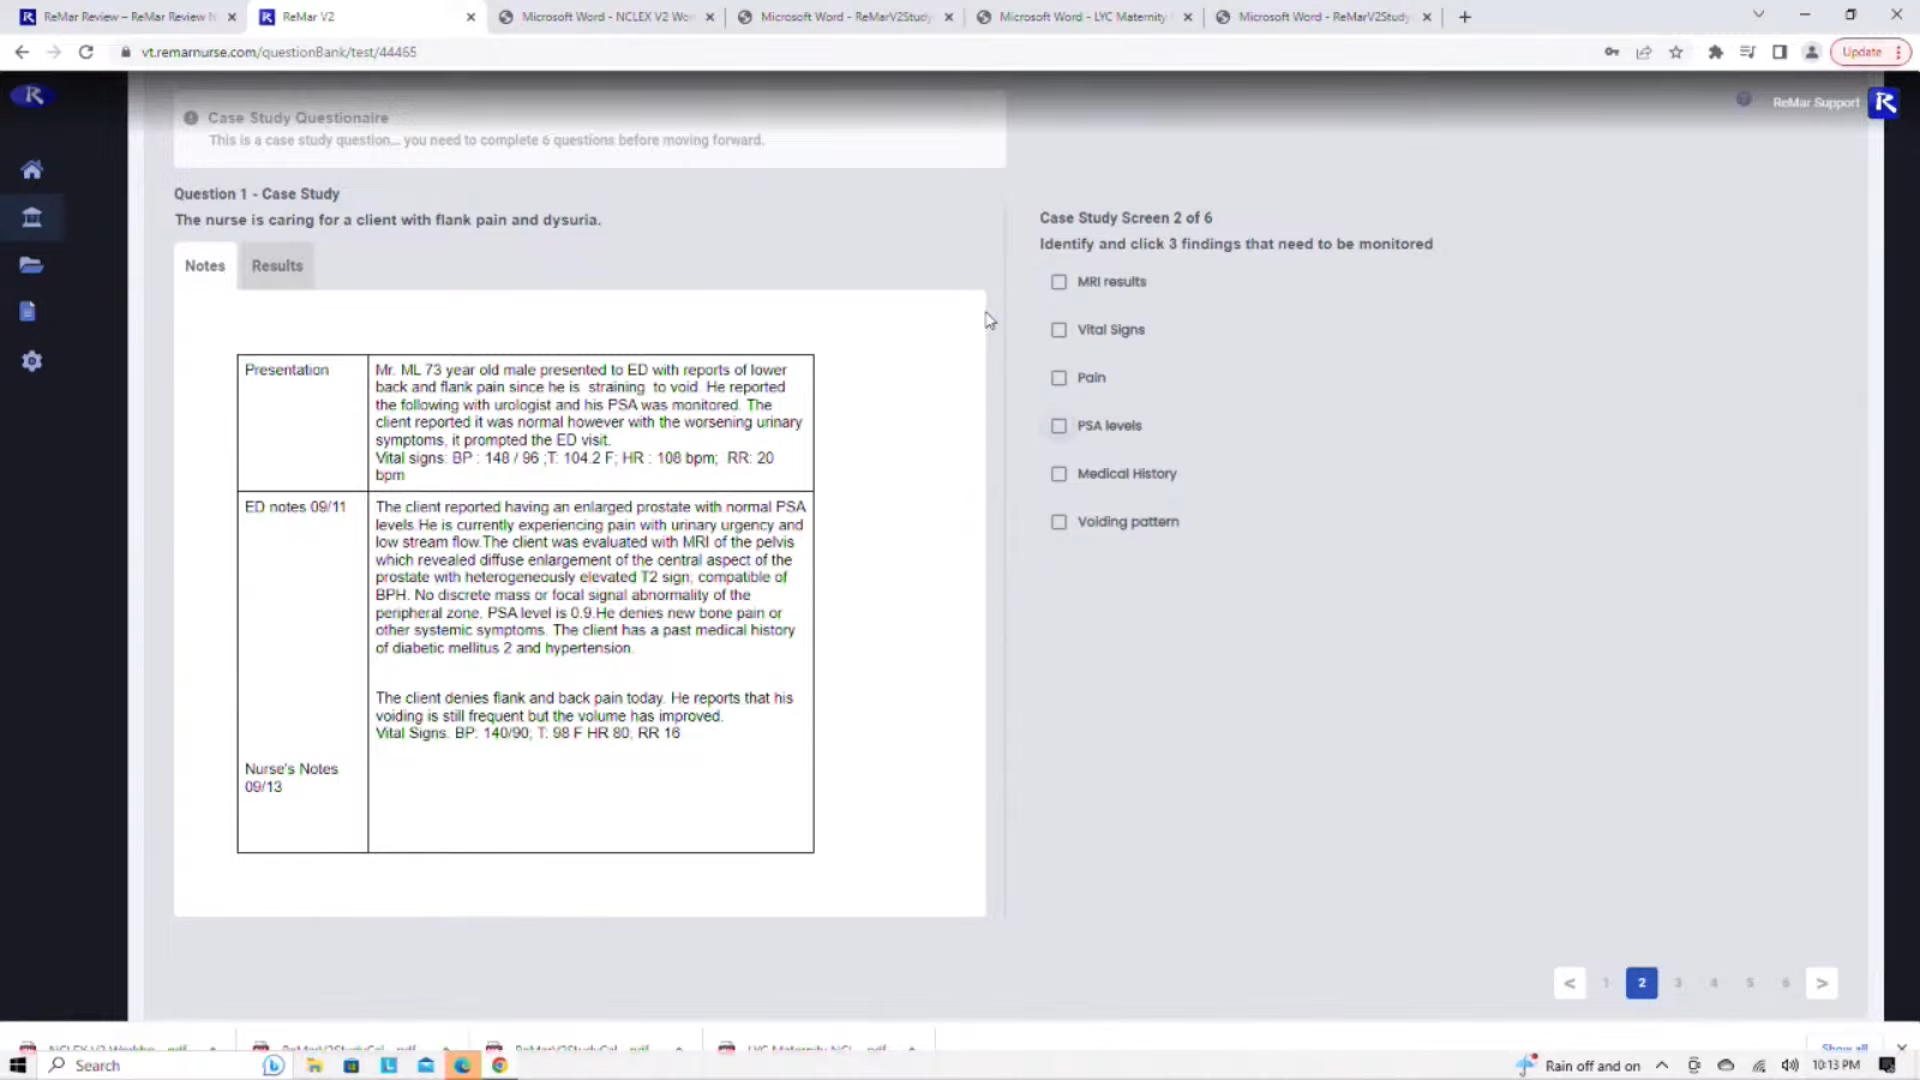 ReMar Review – ReMar Review N
ReMar V2
Microsoft Word - NCLEX V2 Wor
Microsoft Word - ReMarV2Study
Microsoft Word - LYC Maternity
Microsoft Word - ReMarV2Study
vt.remarnurse.com/questionBank/test/44465
Update
R
ReMar Support
R
Case Study Questionaire
This is a case study question... you need to complete 6 questions before moving forward.
Question 1 - Case Study
The nurse is caring for a client with flank pain and dysuria.
Notes
Results
Presentation
Mr. ML 73 year old male presented to ED with reports of lower
back and flank pain since he is straining to void. He reported
the following with urologist and his PSA was monitored. The
client reported it was normal however with the worsening urinary
symptoms, it prompted the ED visit.
Vital signs: BP : 148 / 96 ;T: 104.2 F; HR : 108 bpm; RR: 20
bpm
ED notes 09/11
The client reported having an enlarged prostate with normal PSA
levels.He is currently experiencing pain with urinary urgency and
low stream flow.The client was evaluated with MRI of the pelvis
which revealed diffuse enlargement of the central aspect of the
prostate with heterogeneously elevated T2 sign; compatible of
BPH. No discrete mass or focal signal abnormality of the
peripheral zone. PSA level is 0.9.He denies new bone pain or
other systemic symptoms. The client has a past medical history
of diabetic mellitus 2 and hypertension.
The client denies flank and back pain today. He reports that his
voiding is still frequent but the volume has improved.
Vital Signs. BP: 140/90, T: 98 F HR 80, RR 16
Nurse's Notes
09/13
Case Study Screen 2 of 6
Identify and click 3 findings that need to be monitored
MRI results
Vital Signs
Pain
PSA levels
Medical History
Voiding pattern
< 1 2 3 4 5 6 >
Show all
Search
Rain off and on
10:13 PM